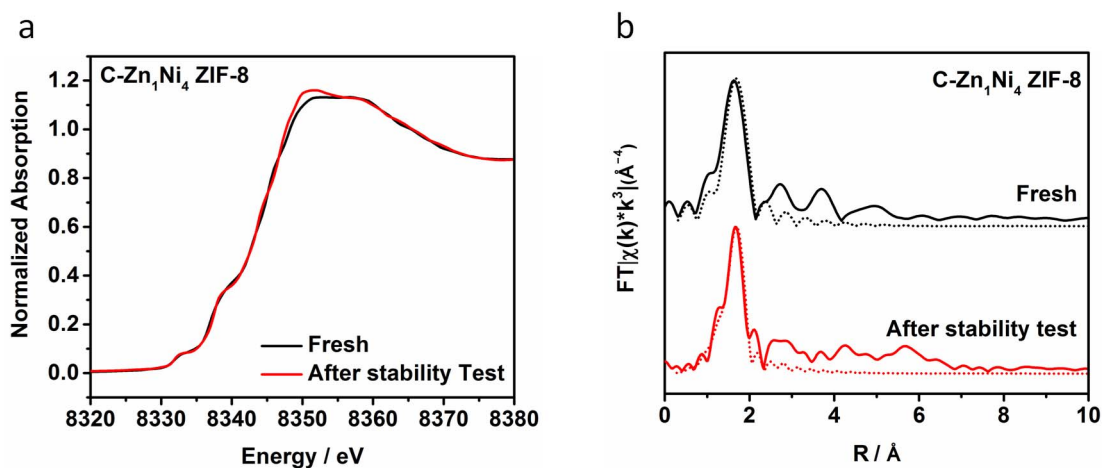 a
C-Zn₁Ni₄ ZIF-8
Normalized Absorption
1.2
1.0
0.8
0.6
0.4
0.2
0.0
Fresh
After stability Test
8320 8330 8340 8350 8360 8370 8380
Energy / eV
b
C-Zn₁Ni₄ ZIF-8
FT|χ(k)*k³|(Å⁻⁴)
Fresh
After stability test
0 2 4 6 8 10
R / Å